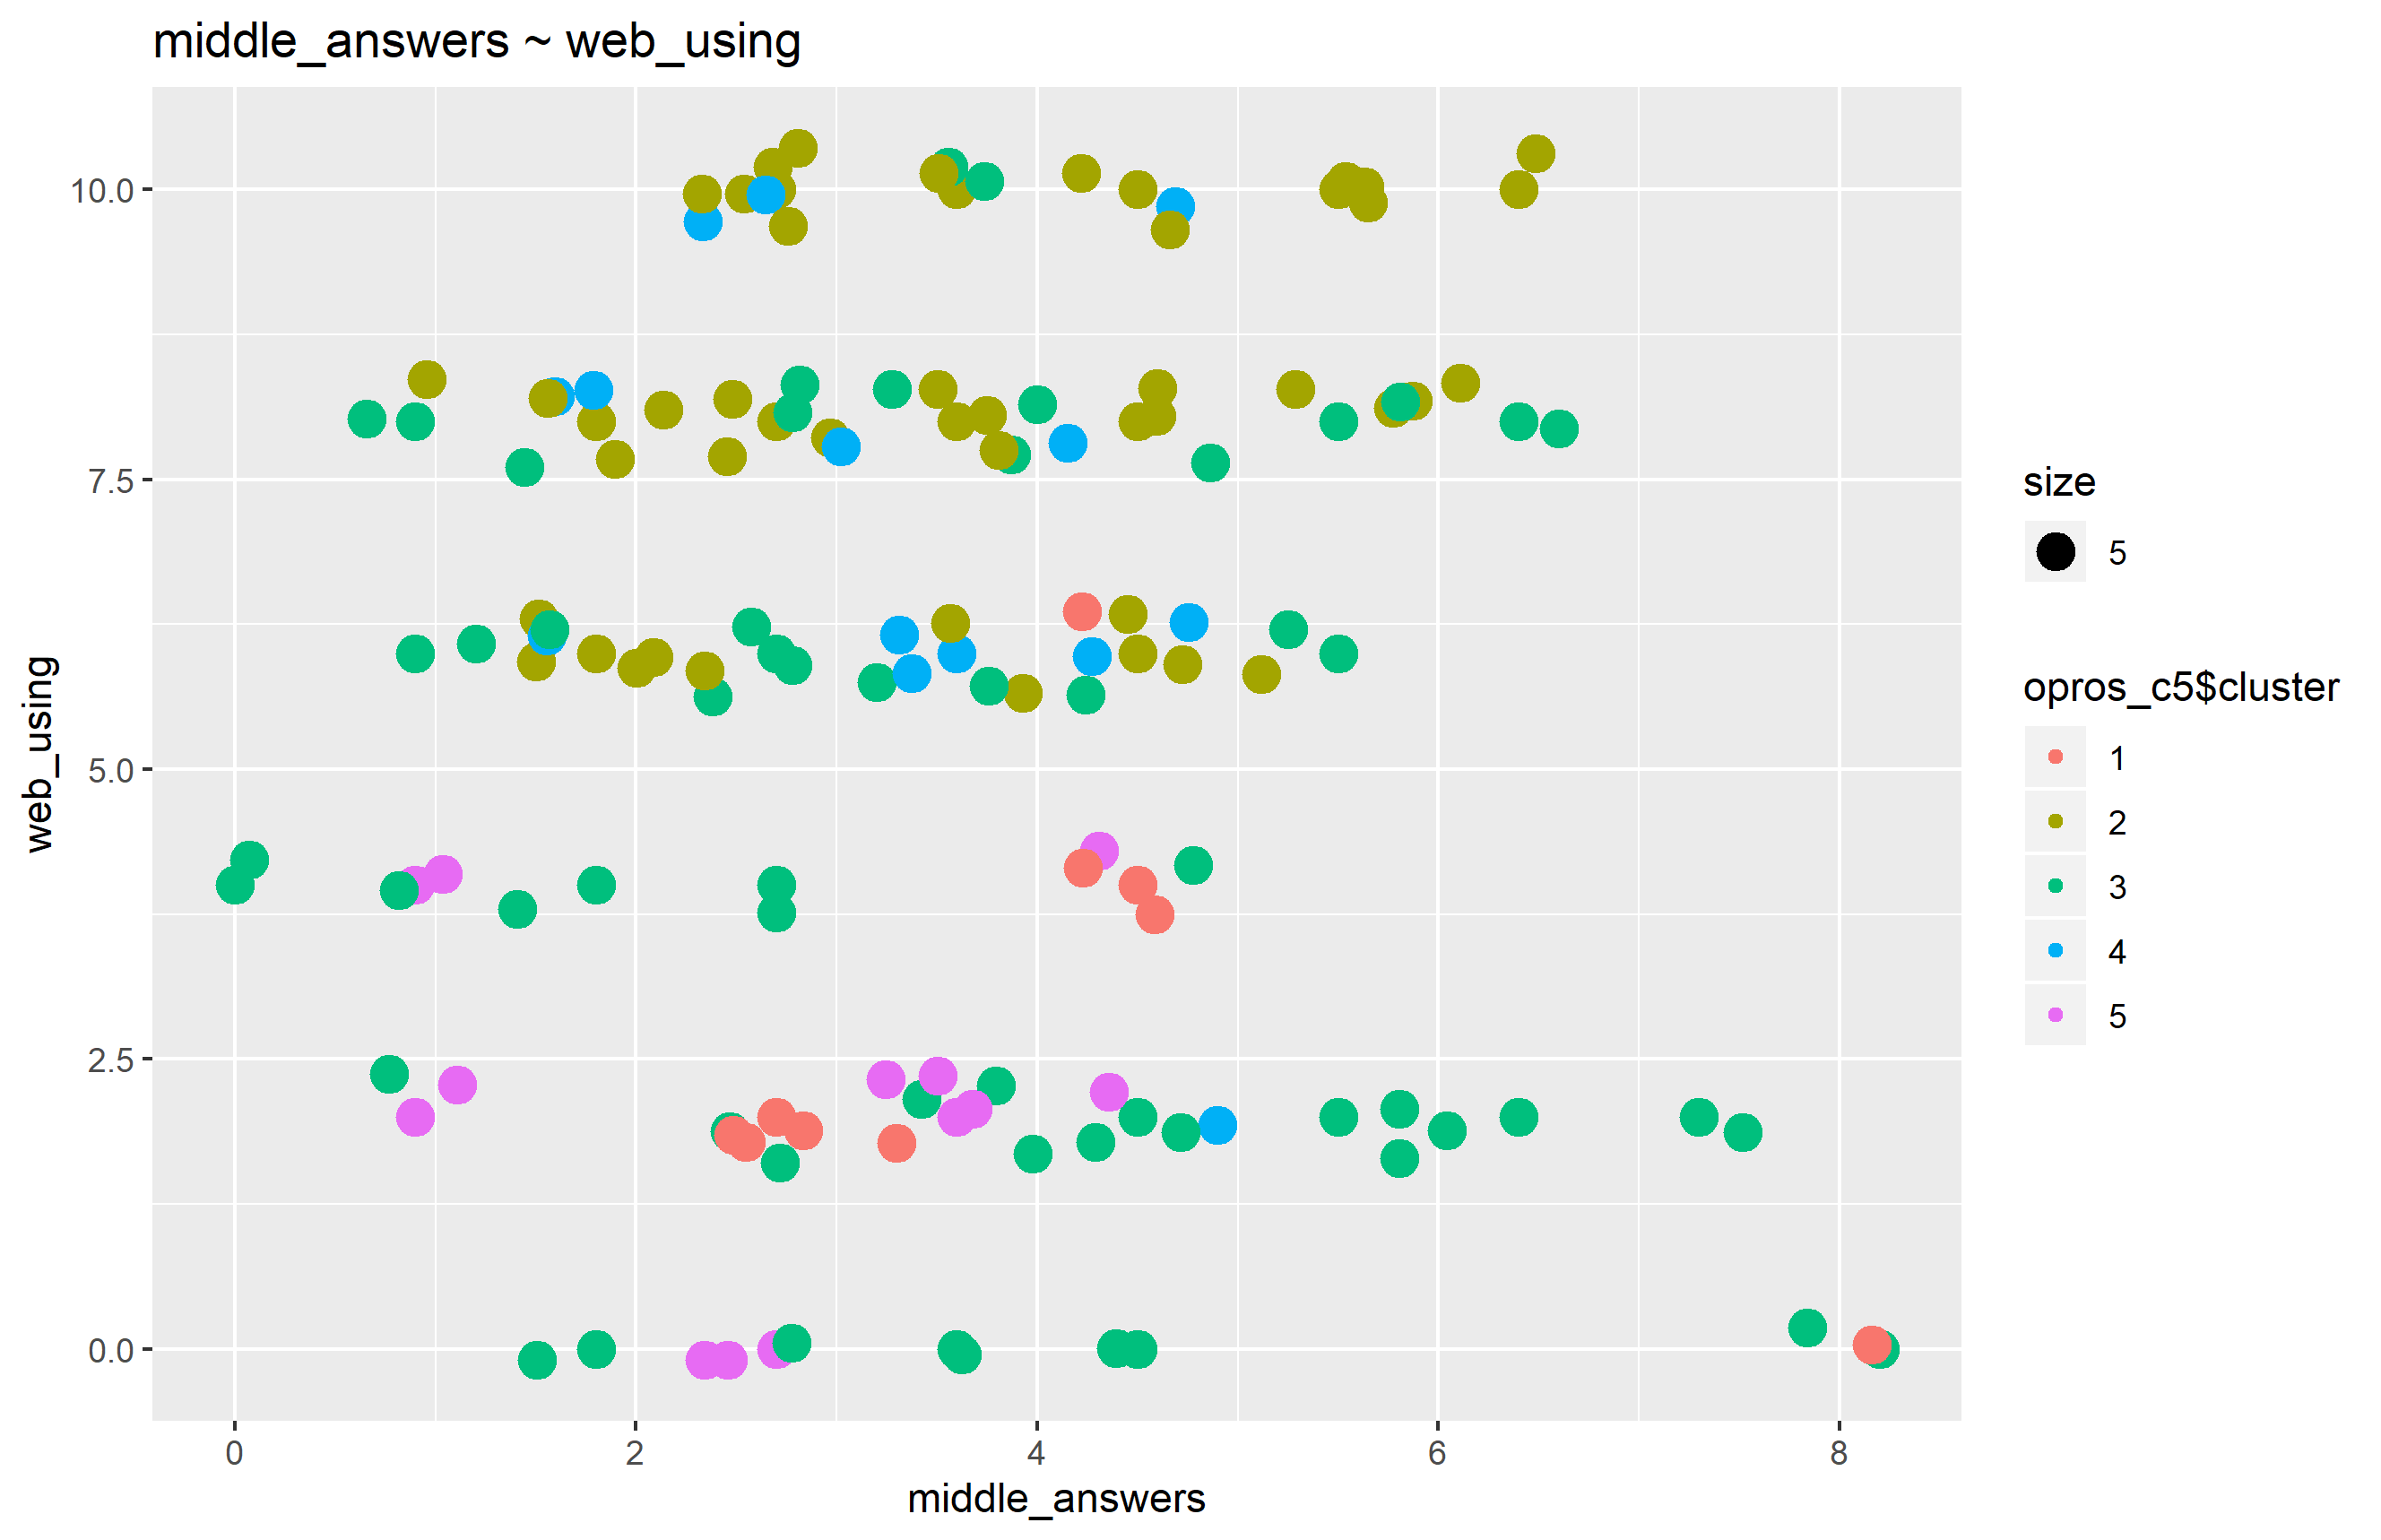 middle_answers ~ web_using
10.0
7.5
5.0
2.5
0.0
web_using
0 2 4 6 8
middle_answers
size
5
opros_c5$cluster
1
2
3
4
5